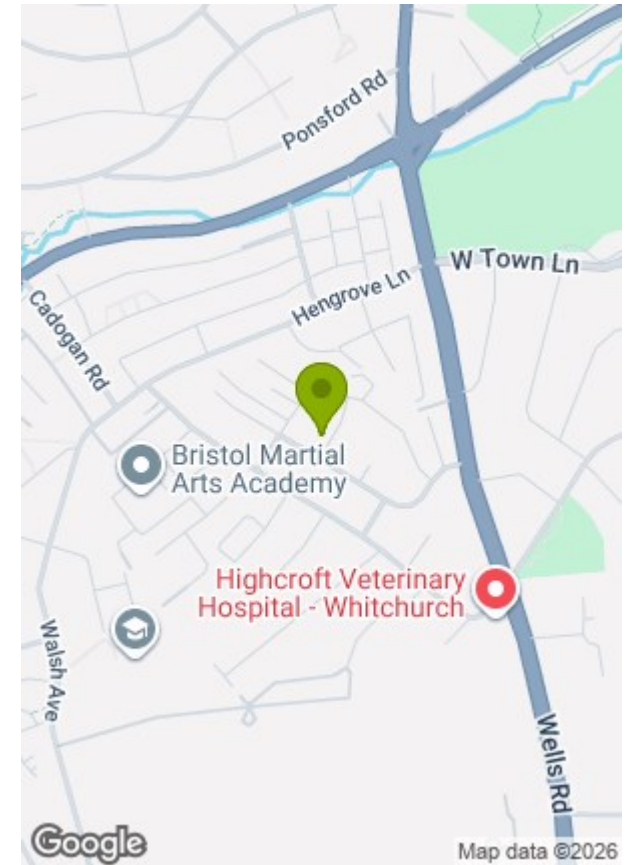 Ponsford Rd
W Town Ln
Hengrove Ln
Cadogan Rd
Bristol Martial
Arts Academy
Highcroft Veterinary
Hospital - Whitchurch
Walsh Ave
Wells Rd
Google
Map data ©2026